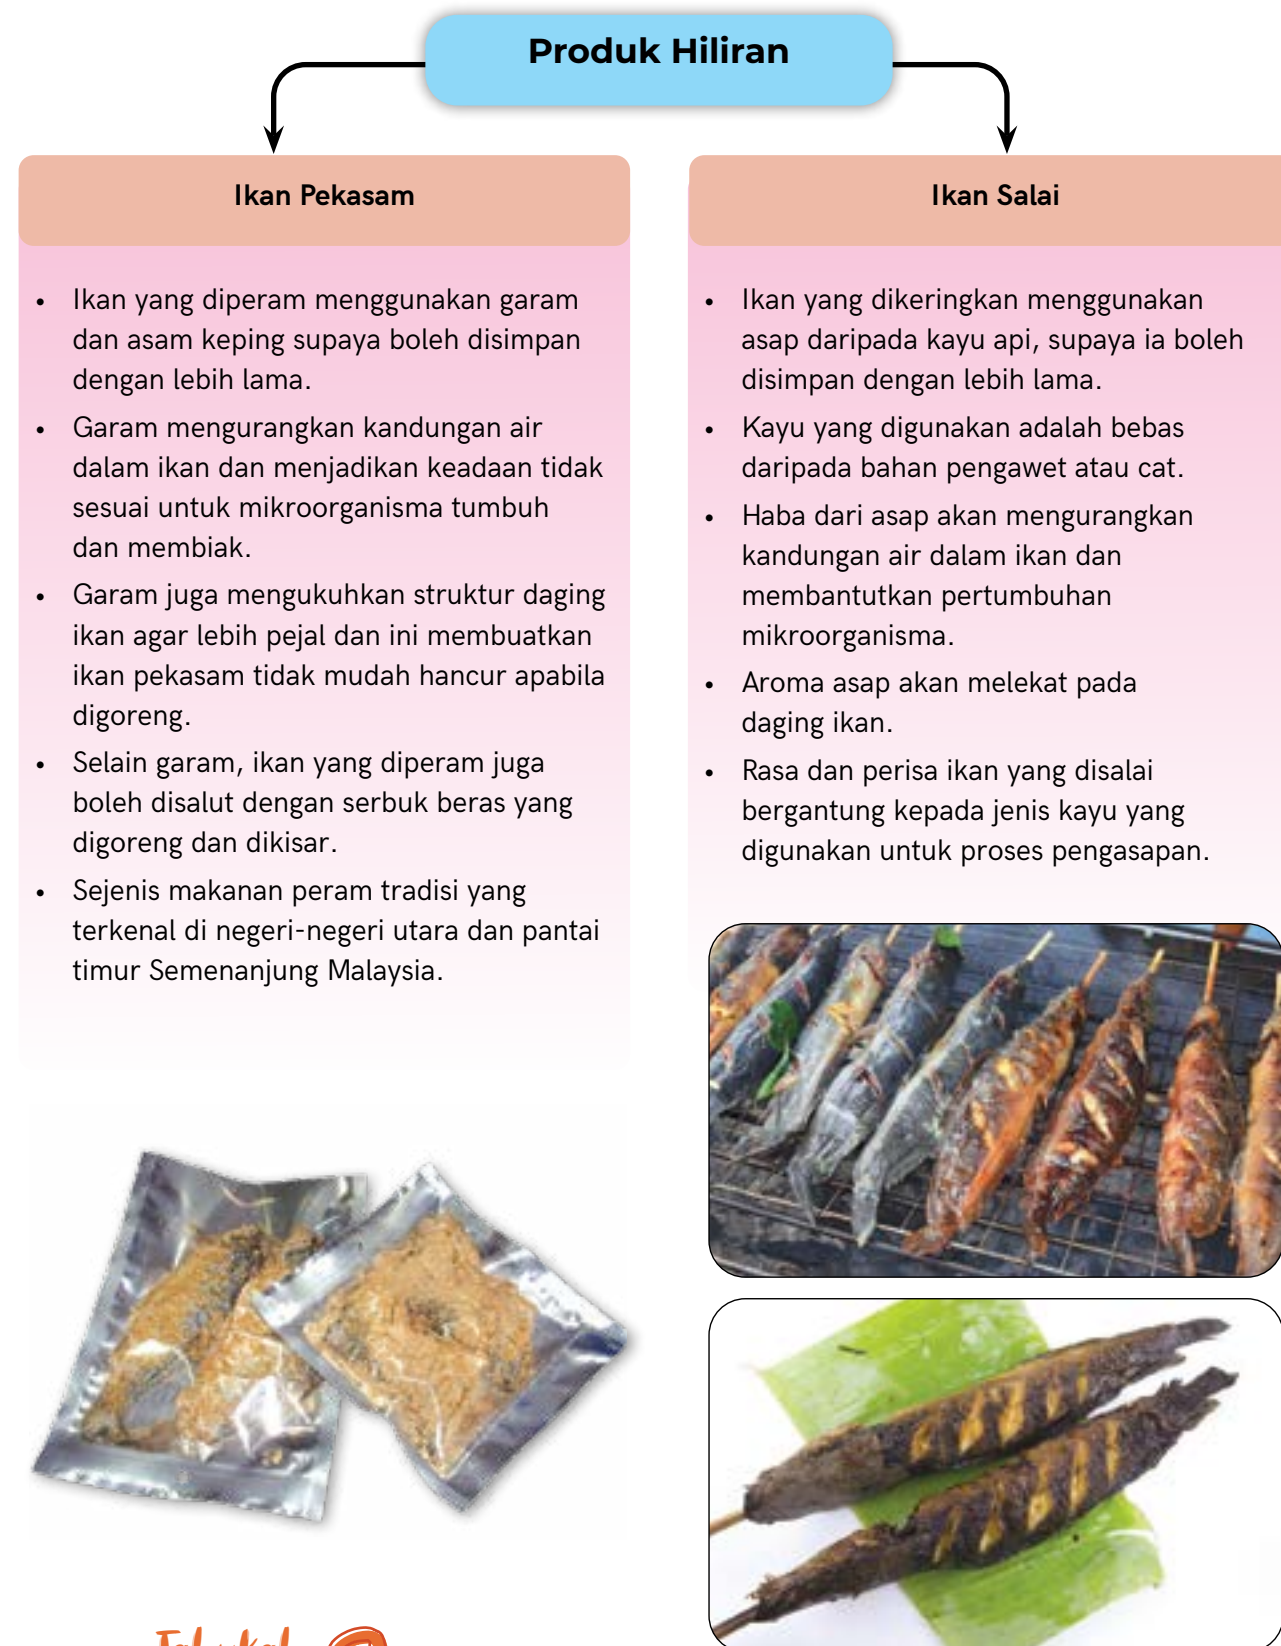 Produk Hiliran
Ikan Pekasam
• Ikan yang diperam menggunakan garam
dan asam keping supaya boleh disimpan
dengan lebih lama.
• Garam mengurangkan kandungan air
dalam ikan dan menjadikan keadaan tidak
sesuai untuk mikroorganisma tumbuh
dan membiak.
• Garam juga mengukuhkan struktur daging
ikan agar lebih pejal dan ini membuatkan
ikan pekasam tidak mudah hancur apabila
digoreng.
• Selain garam, ikan yang diperam juga
boleh disalut dengan serbuk beras yang
digoreng dan dikisar.
• Sejenis makanan peram tradisi yang
terkenal di negeri-negeri utara dan pantai
timur Semenanjung Malaysia.
Ikan Salai
• Ikan yang dikeringkan menggunakan
asap daripada kayu api, supaya ia boleh
disimpan dengan lebih lama.
• Kayu yang digunakan adalah bebas
daripada bahan pengawet atau cat.
• Haba dari asap akan mengurangkan
kandungan air dalam ikan dan
membantutkan pertumbuhan
mikroorganisma.
• Aroma asap akan melekat pada
daging ikan.
• Rasa dan perisa ikan yang disalai
bergantung kepada jenis kayu yang
digunakan untuk proses pengasapan.